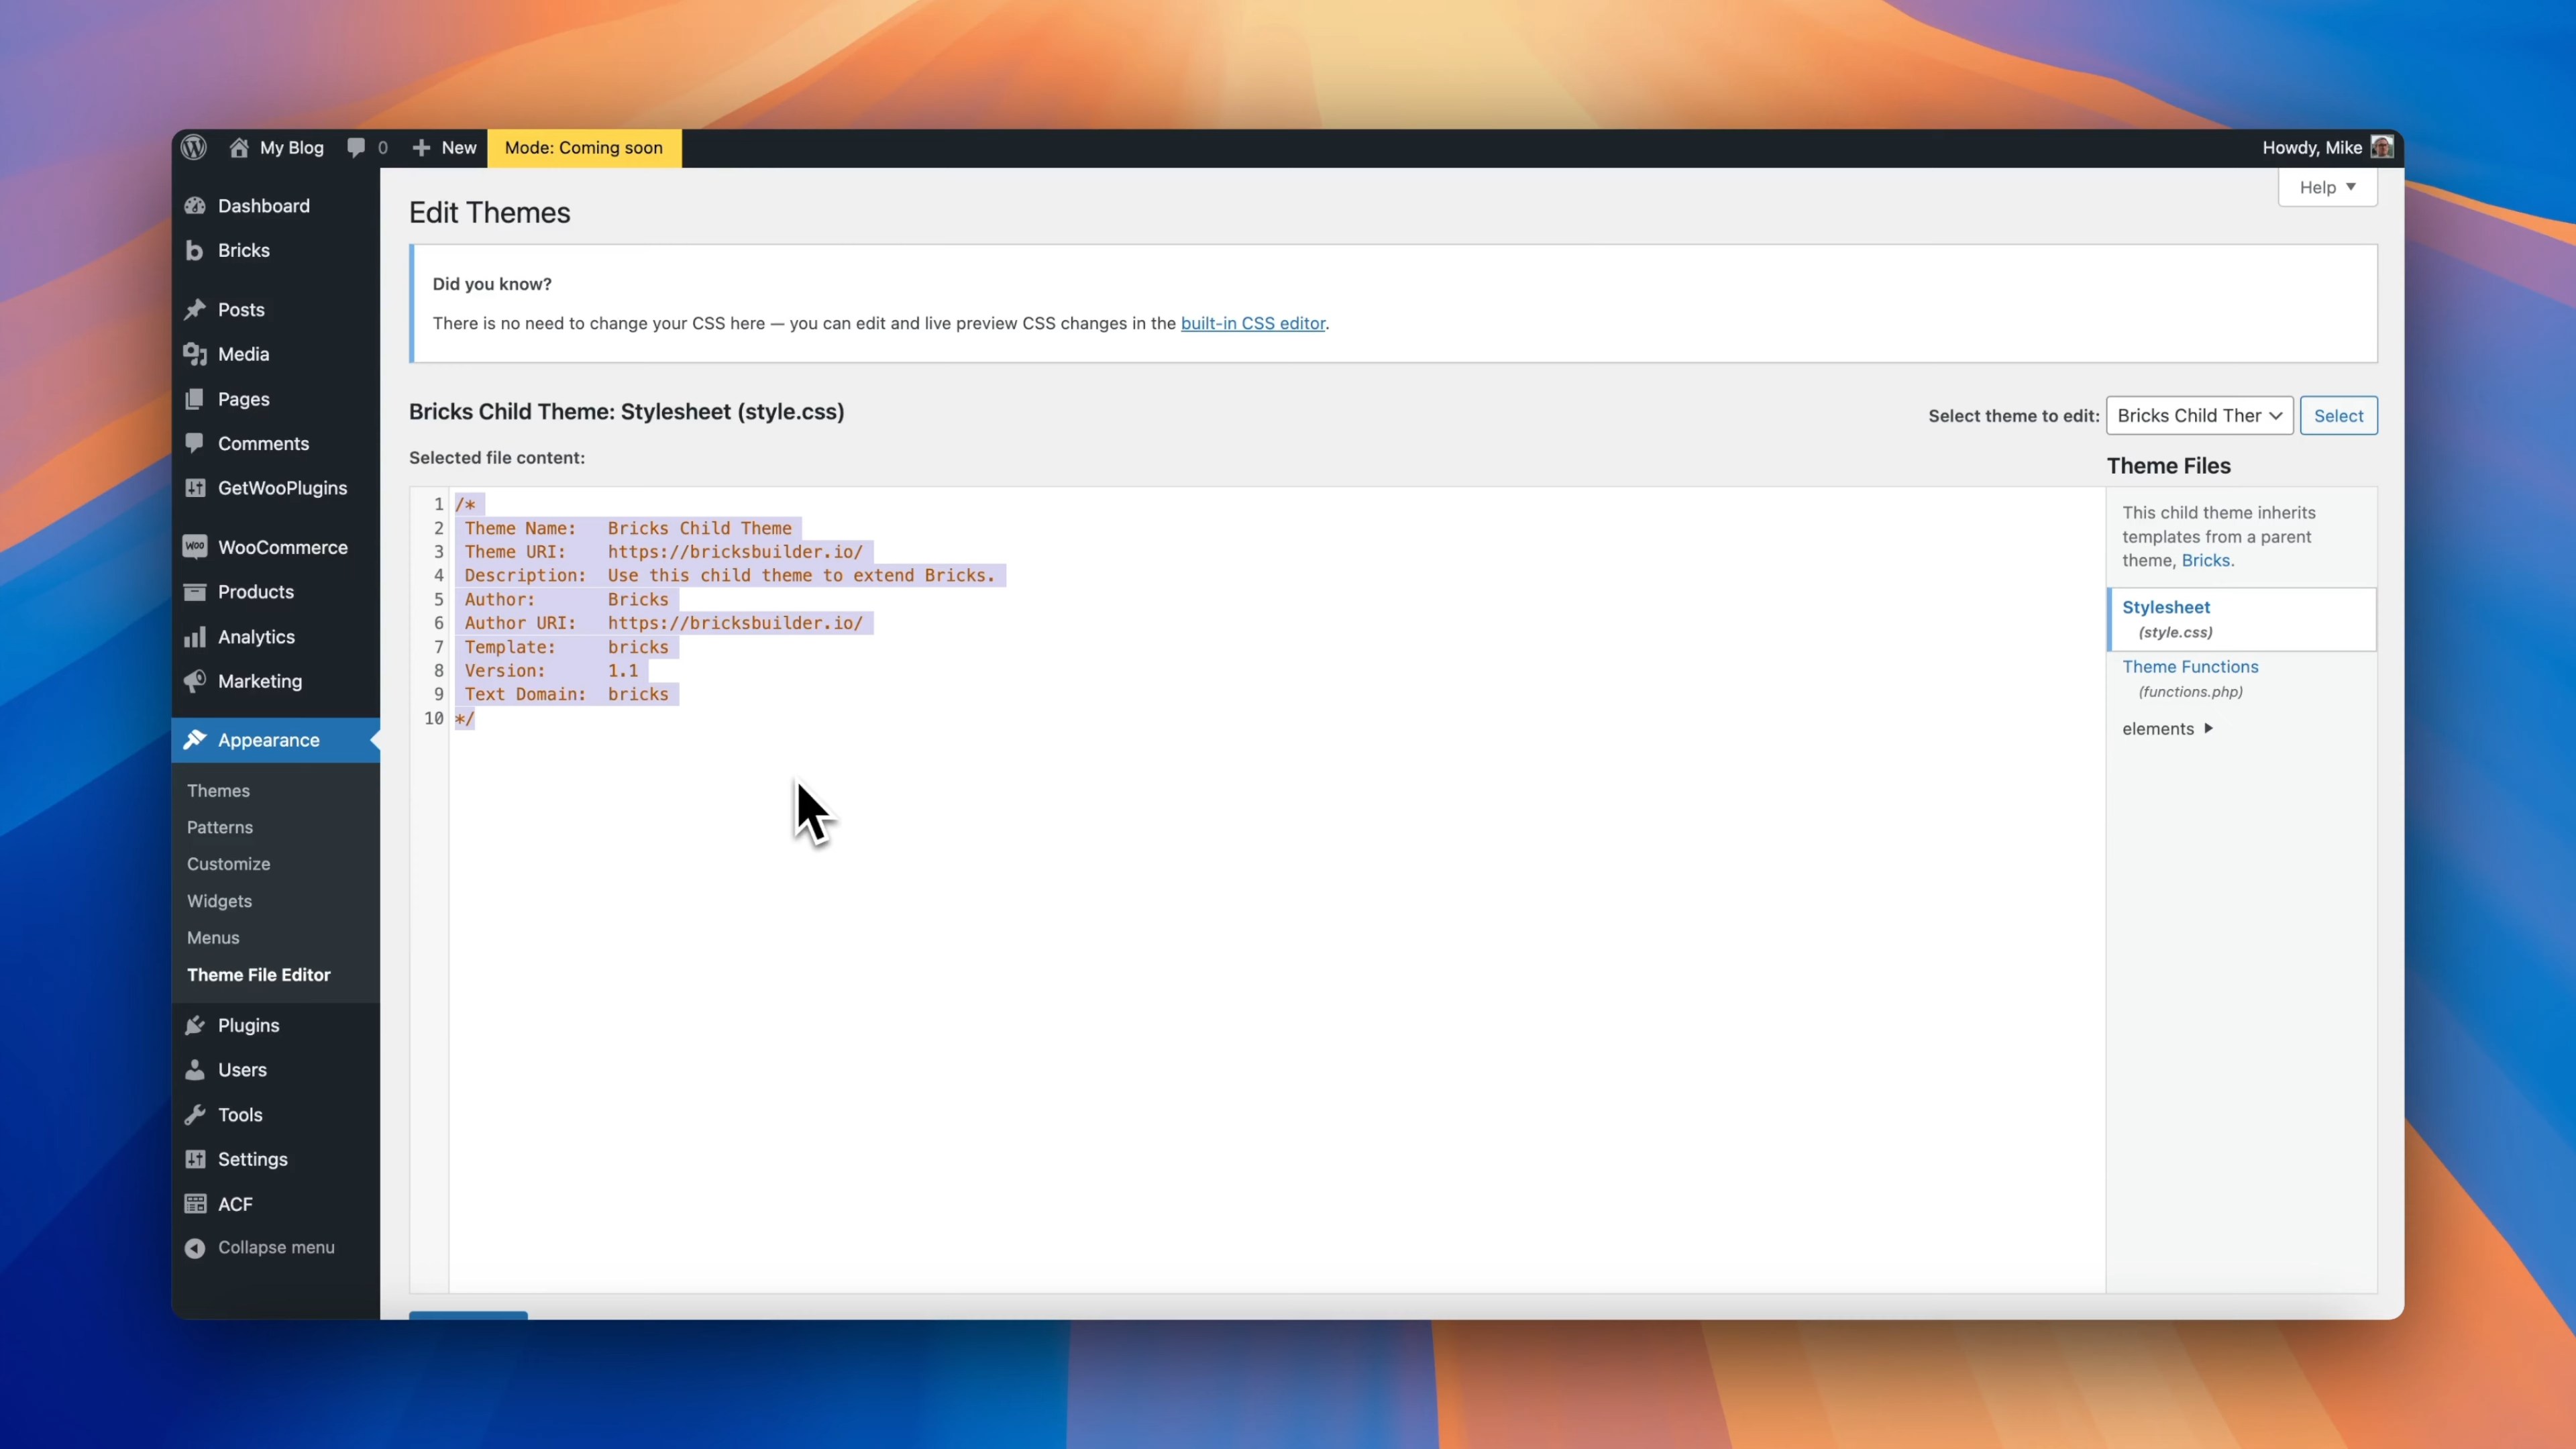 My Blog 0 New Mode: Coming soon Howdy, Mike
Help
Dashboard
Bricks
Posts
Media
Pages
Comments
GetWooPlugins
WooCommerce
Products
Analytics
Marketing
Appearance
Themes
Patterns
Customize
Widgets
Menus
Theme File Editor
Plugins
Users
Tools
Settings
ACF
Collapse menu
Edit Themes
Did you know?
There is no need to change your CSS here — you can edit and live preview CSS changes in the built-in CSS editor.
Bricks Child Theme: Stylesheet (style.css)
Select theme to edit: Bricks Child Ther Select
Selected file content:
1 /*
2 Theme Name: Bricks Child Theme
3 Theme URI: https://bricksbuilder.io/
4 Description: Use this child theme to extend Bricks.
5 Author: Bricks
6 Author URI: https://bricksbuilder.io/
7 Template: bricks
8 Version: 1.1
9 Text Domain: bricks
10 */
Theme Files
This child theme inherits
templates from a parent
theme, Bricks.
Stylesheet
(style.css)
Theme Functions
(functions.php)
elements